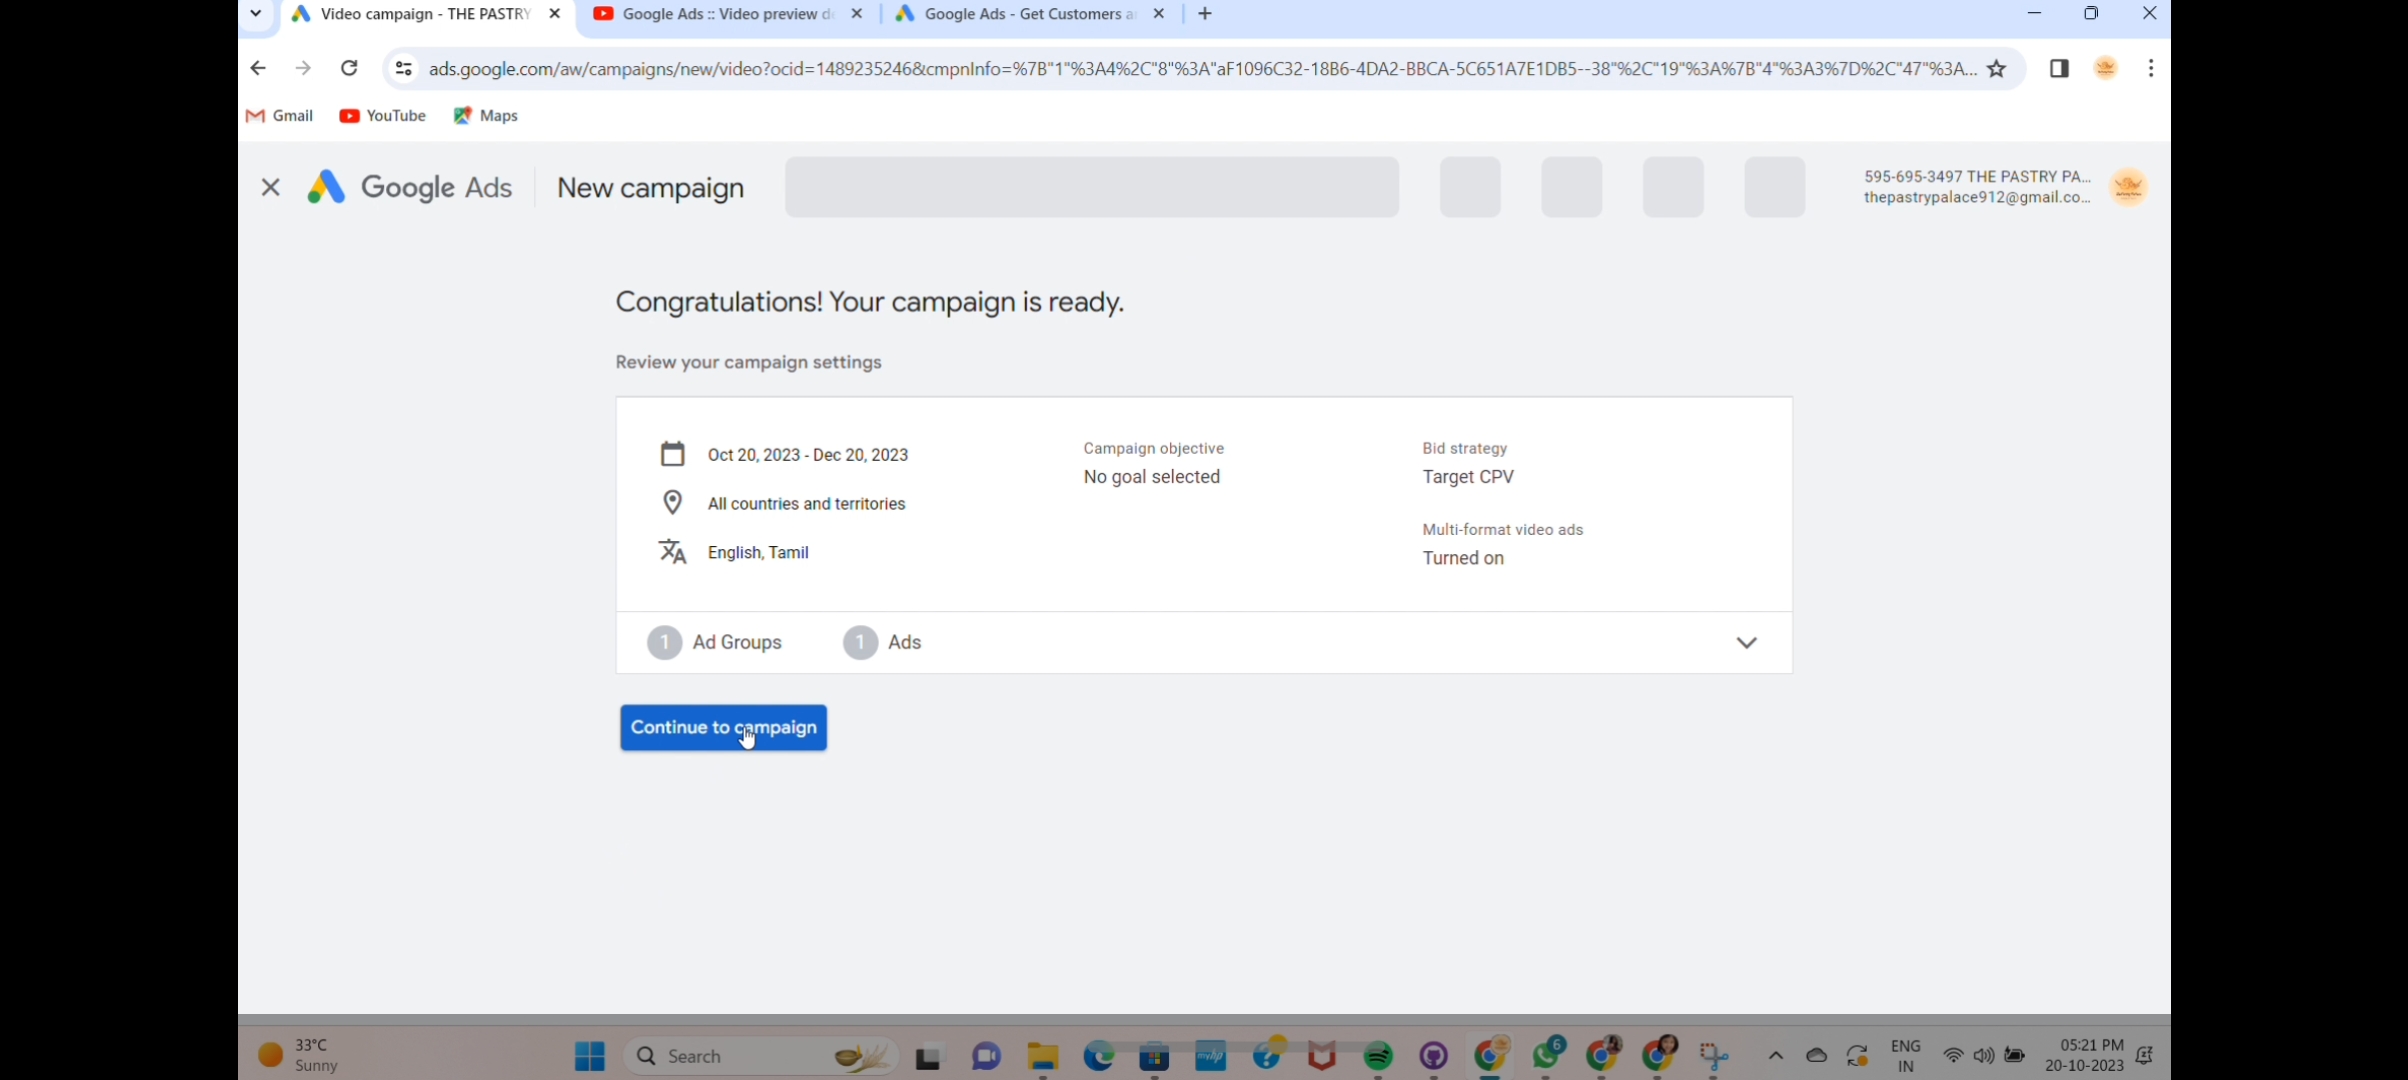 Video campaign - THE PASTRY
Google Ads :: Video preview de
Google Ads - Get Customers a
ads.google.com/aw/campaigns/new/video?ocid=1489235246&cmpnInfo=%7B"1"%3A4%2C"8"%3A"aF1096C32-18B6-4DA2-BBCA-5C651A7E1DB5--38"%2C"19"%3A%7B"4"%3A3%7D%2C"47"%3A...
Gmail YouTube Maps
Google Ads New campaign
595-695-3497 THE PASTRY PA...
thepastrypalace912@gmail.co...
Congratulations! Your campaign is ready.
Review your campaign settings
Oct 20, 2023 - Dec 20, 2023
All countries and territories
English, Tamil
Campaign objective
No goal selected
Bid strategy
Target CPV
Multi-format video ads
Turned on
1 Ad Groups 1 Ads
Continue to campaign
33°C
Sunny
Search
myhp
6
ENG
IN
05:21 PM
20-10-2023